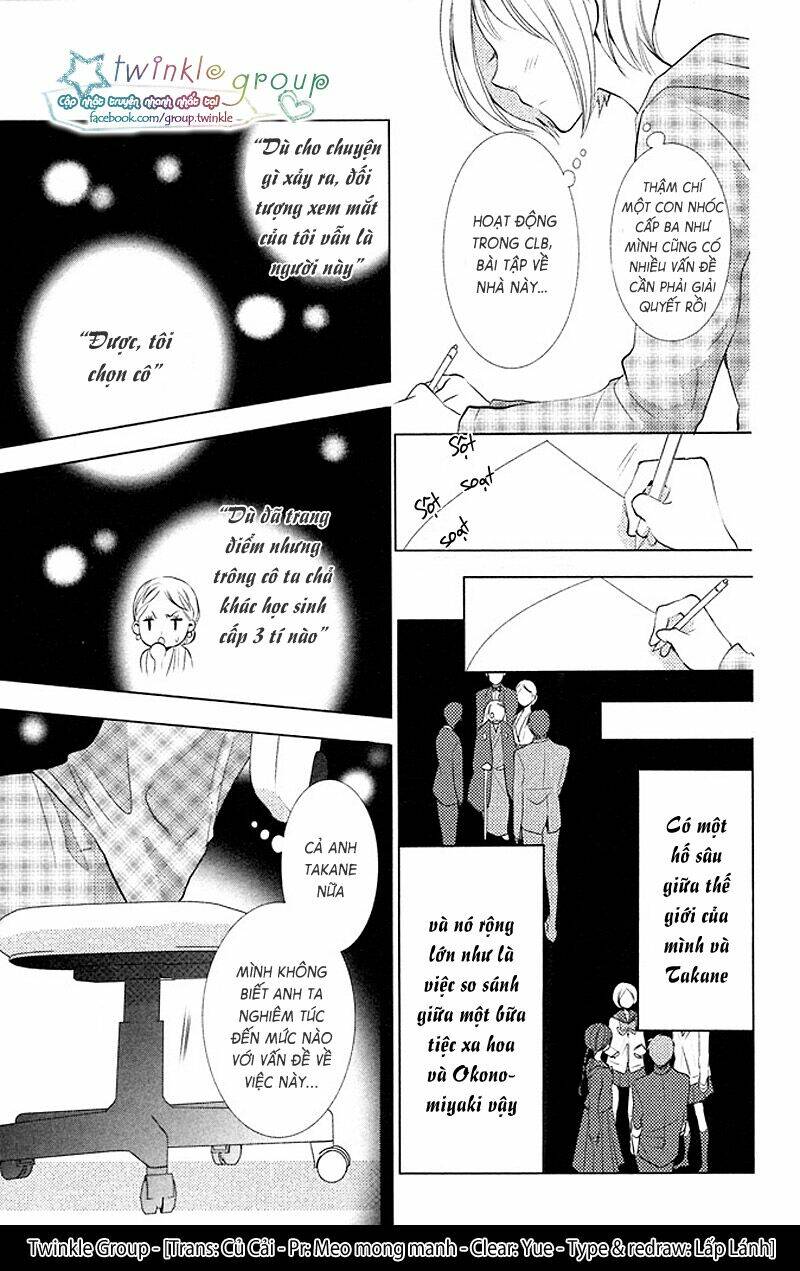 twinkle group
Cập nhật truyện nhanh nhất tại
facebook.com/group.twinkle
THẬM CHÍ
MỘT CON NHÓC
CẤP BA NHƯ
MÌNH CŨNG CÓ
NHIỀU VẤN ĐỀ
CẦN PHẢI GIẢI
QUYẾT RỒI
HOẠT ĐỘNG
TRONG CLB,
BÀI TẬP VỀ
NHÀ NÀY...
Sột
soạt
Sột
soạt
Có một
hố sâu
giữa thế
giới của
mình và
Takane
và nó rộng
lớn như là
việc so sánh
giữa một bữa
tiệc xa hoa
và Okono-
miyaki vậy
"Dù cho chuyện
gì xảy ra, đối
tượng xem mắt
của tôi vẫn là
người này"
"Được, tôi
chọn cô"
"Dù đã trang
điểm nhưng
trông cô ta chả
khác học sinh
cấp 3 tí nào"
CẢ ANH
TAKANE
NỮA
MÌNH KHÔNG
BIẾT ANH TA
NGHIÊM TÚC
ĐẾN MỨC NÀO
VỚI VẤN ĐỀ VỀ
VIỆC NÀY...
Twinkle Group - [Trans: Củ Cải - Pr: Meo mong manh - Clear: Yue - Type & redraw: Lấp Lánh]